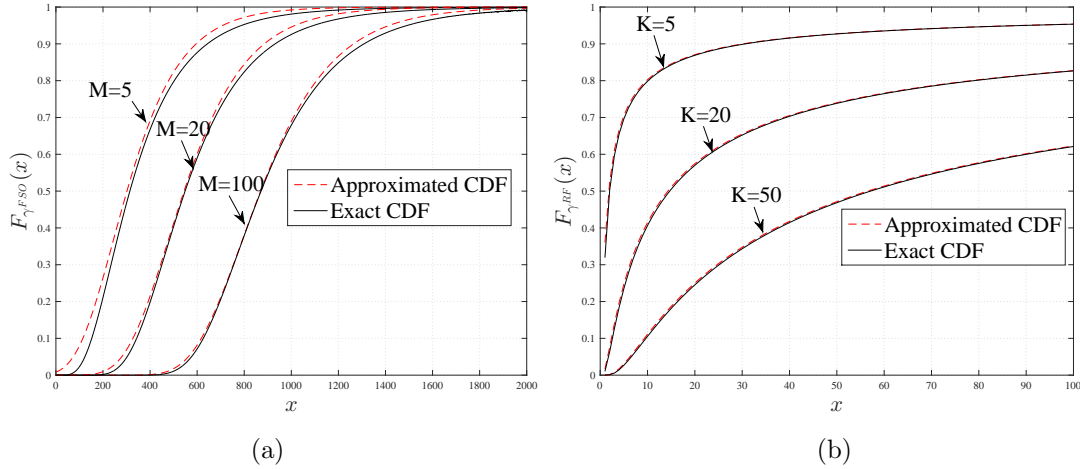 1
0.9
0.8
0.7
0.6
0.5
0.4
0.3
0.2
0.1
0
F_γ^FSO(x)
M=5
M=20
M=100
Approximated CDF
Exact CDF
0 200 400 600 800 1000 1200 1400 1600 1800 2000
x
(a)
1
0.9
0.8
0.7
0.6
0.5
0.4
0.3
0.2
0.1
0
F_γ^RF(x)
K=5
K=20
K=50
Approximated CDF
Exact CDF
0 10 20 30 40 50 60 70 80 90 100
x
(b)